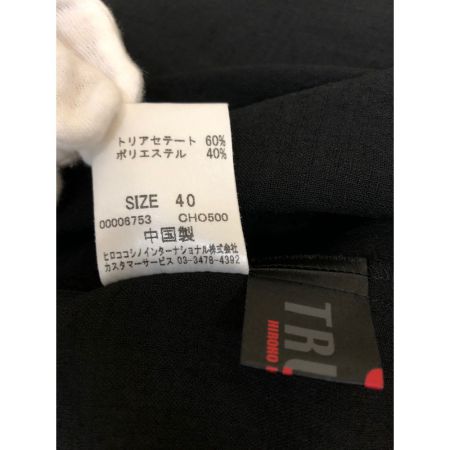 トリアセテート 60%
ポリエステル 40%
SIZE 40
00006753 CHO500
中国製
ヒロココシノインターナショナル株式会社
カスタマーサービス 03-3478-4392
TRU
HIROKO